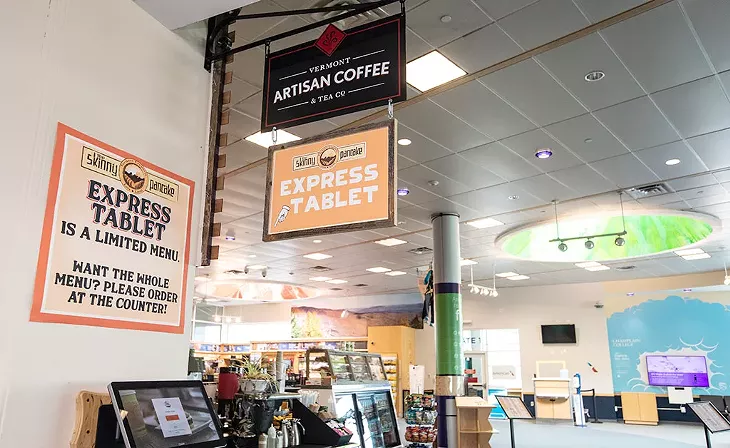 VERMONT
ARTISAN COFFEE
& TEA CO
skinny pancake
EXPRESS
TABLET
skinny pancake
EXPRESS
TABLET
IS A LIMITED MENU.
WANT THE WHOLE
MENU? PLEASE ORDER
AT THE COUNTER!